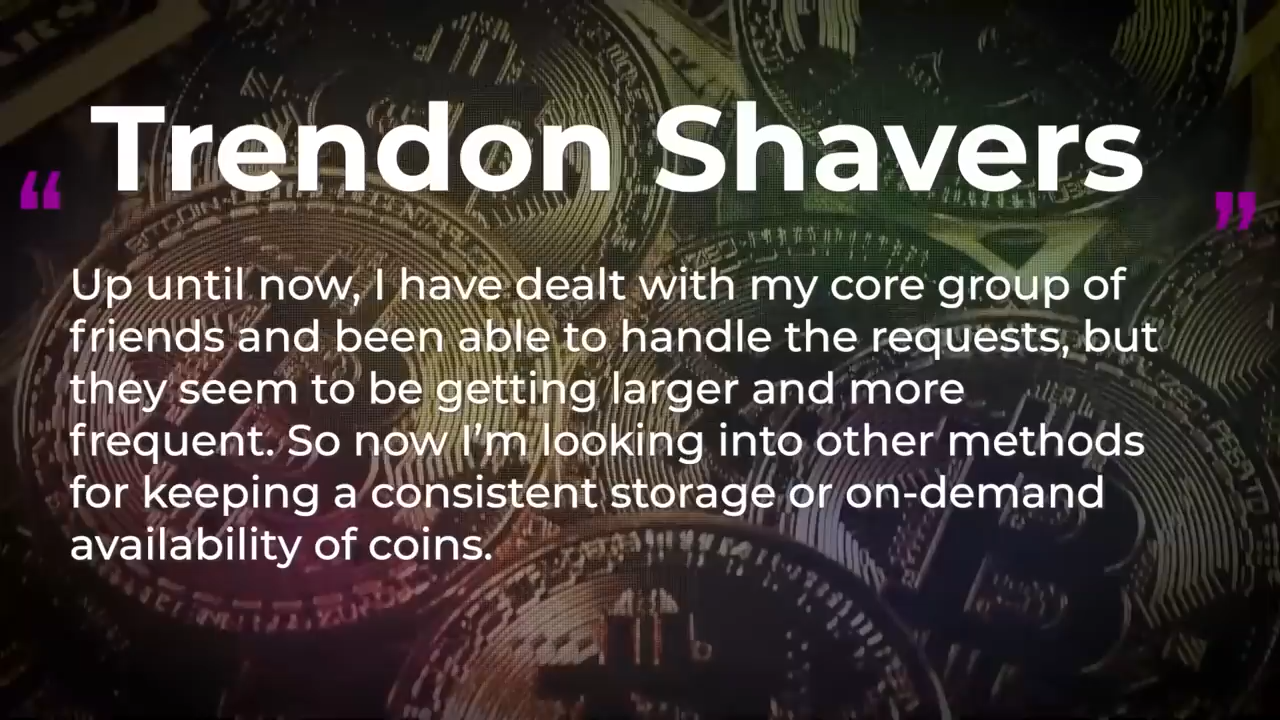 Trendon Shavers
“ ”
Up until now, I have dealt with my core group of
friends and been able to handle the requests, but
they seem to be getting larger and more
frequent. So now I’m looking into other methods
for keeping a consistent storage or on-demand
availability of coins.